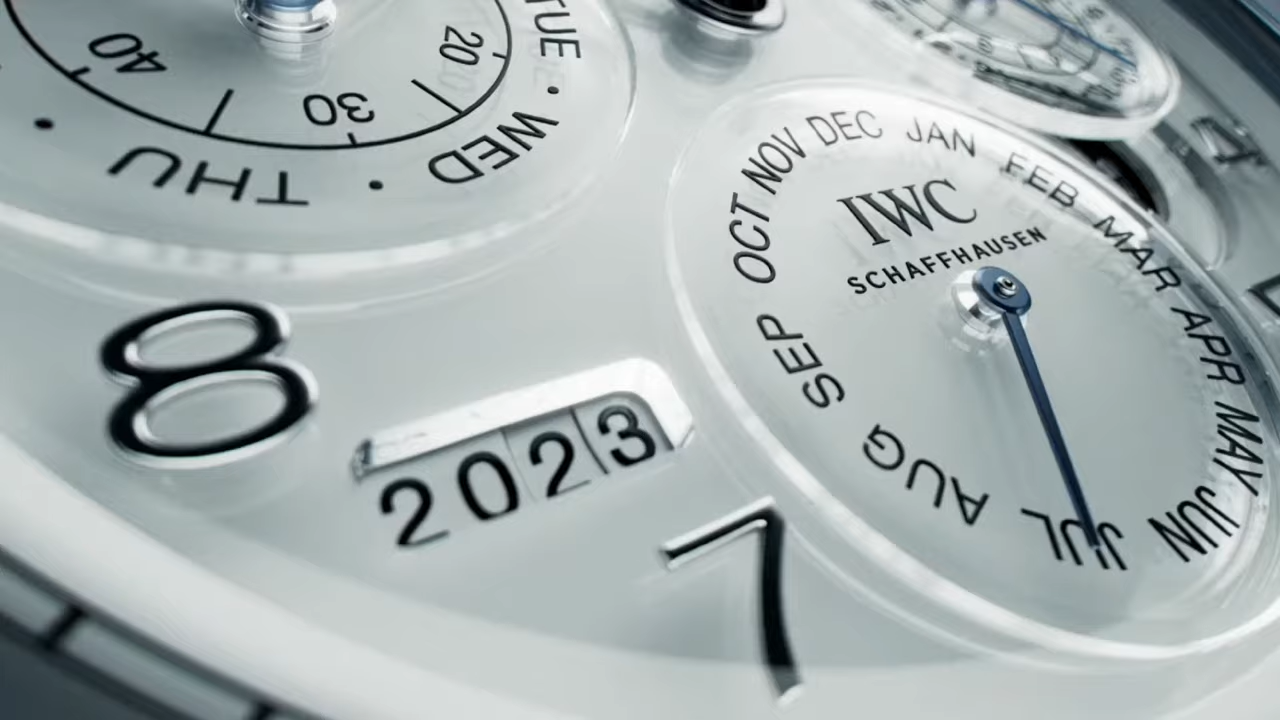 40
30
20
THU
WED
TUE
JAN
FEB
MAR
APR
MAY
JUN
JUL
AUG
SEP
OCT
NOV
DEC
IWC
SCHAFFHAUSEN
4
8
2023
7